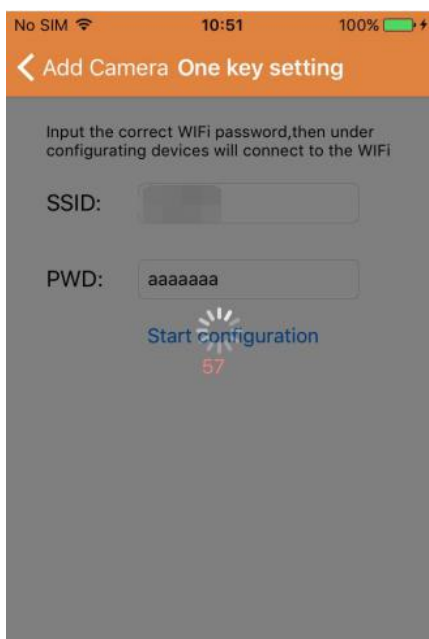 No SIM 10:51 100%
Add Camera One key setting
Input the correct WIFi password,then under
configurating devices will connect to the WIFi
SSID:
PWD: aaaaaaa
Start configuration
57